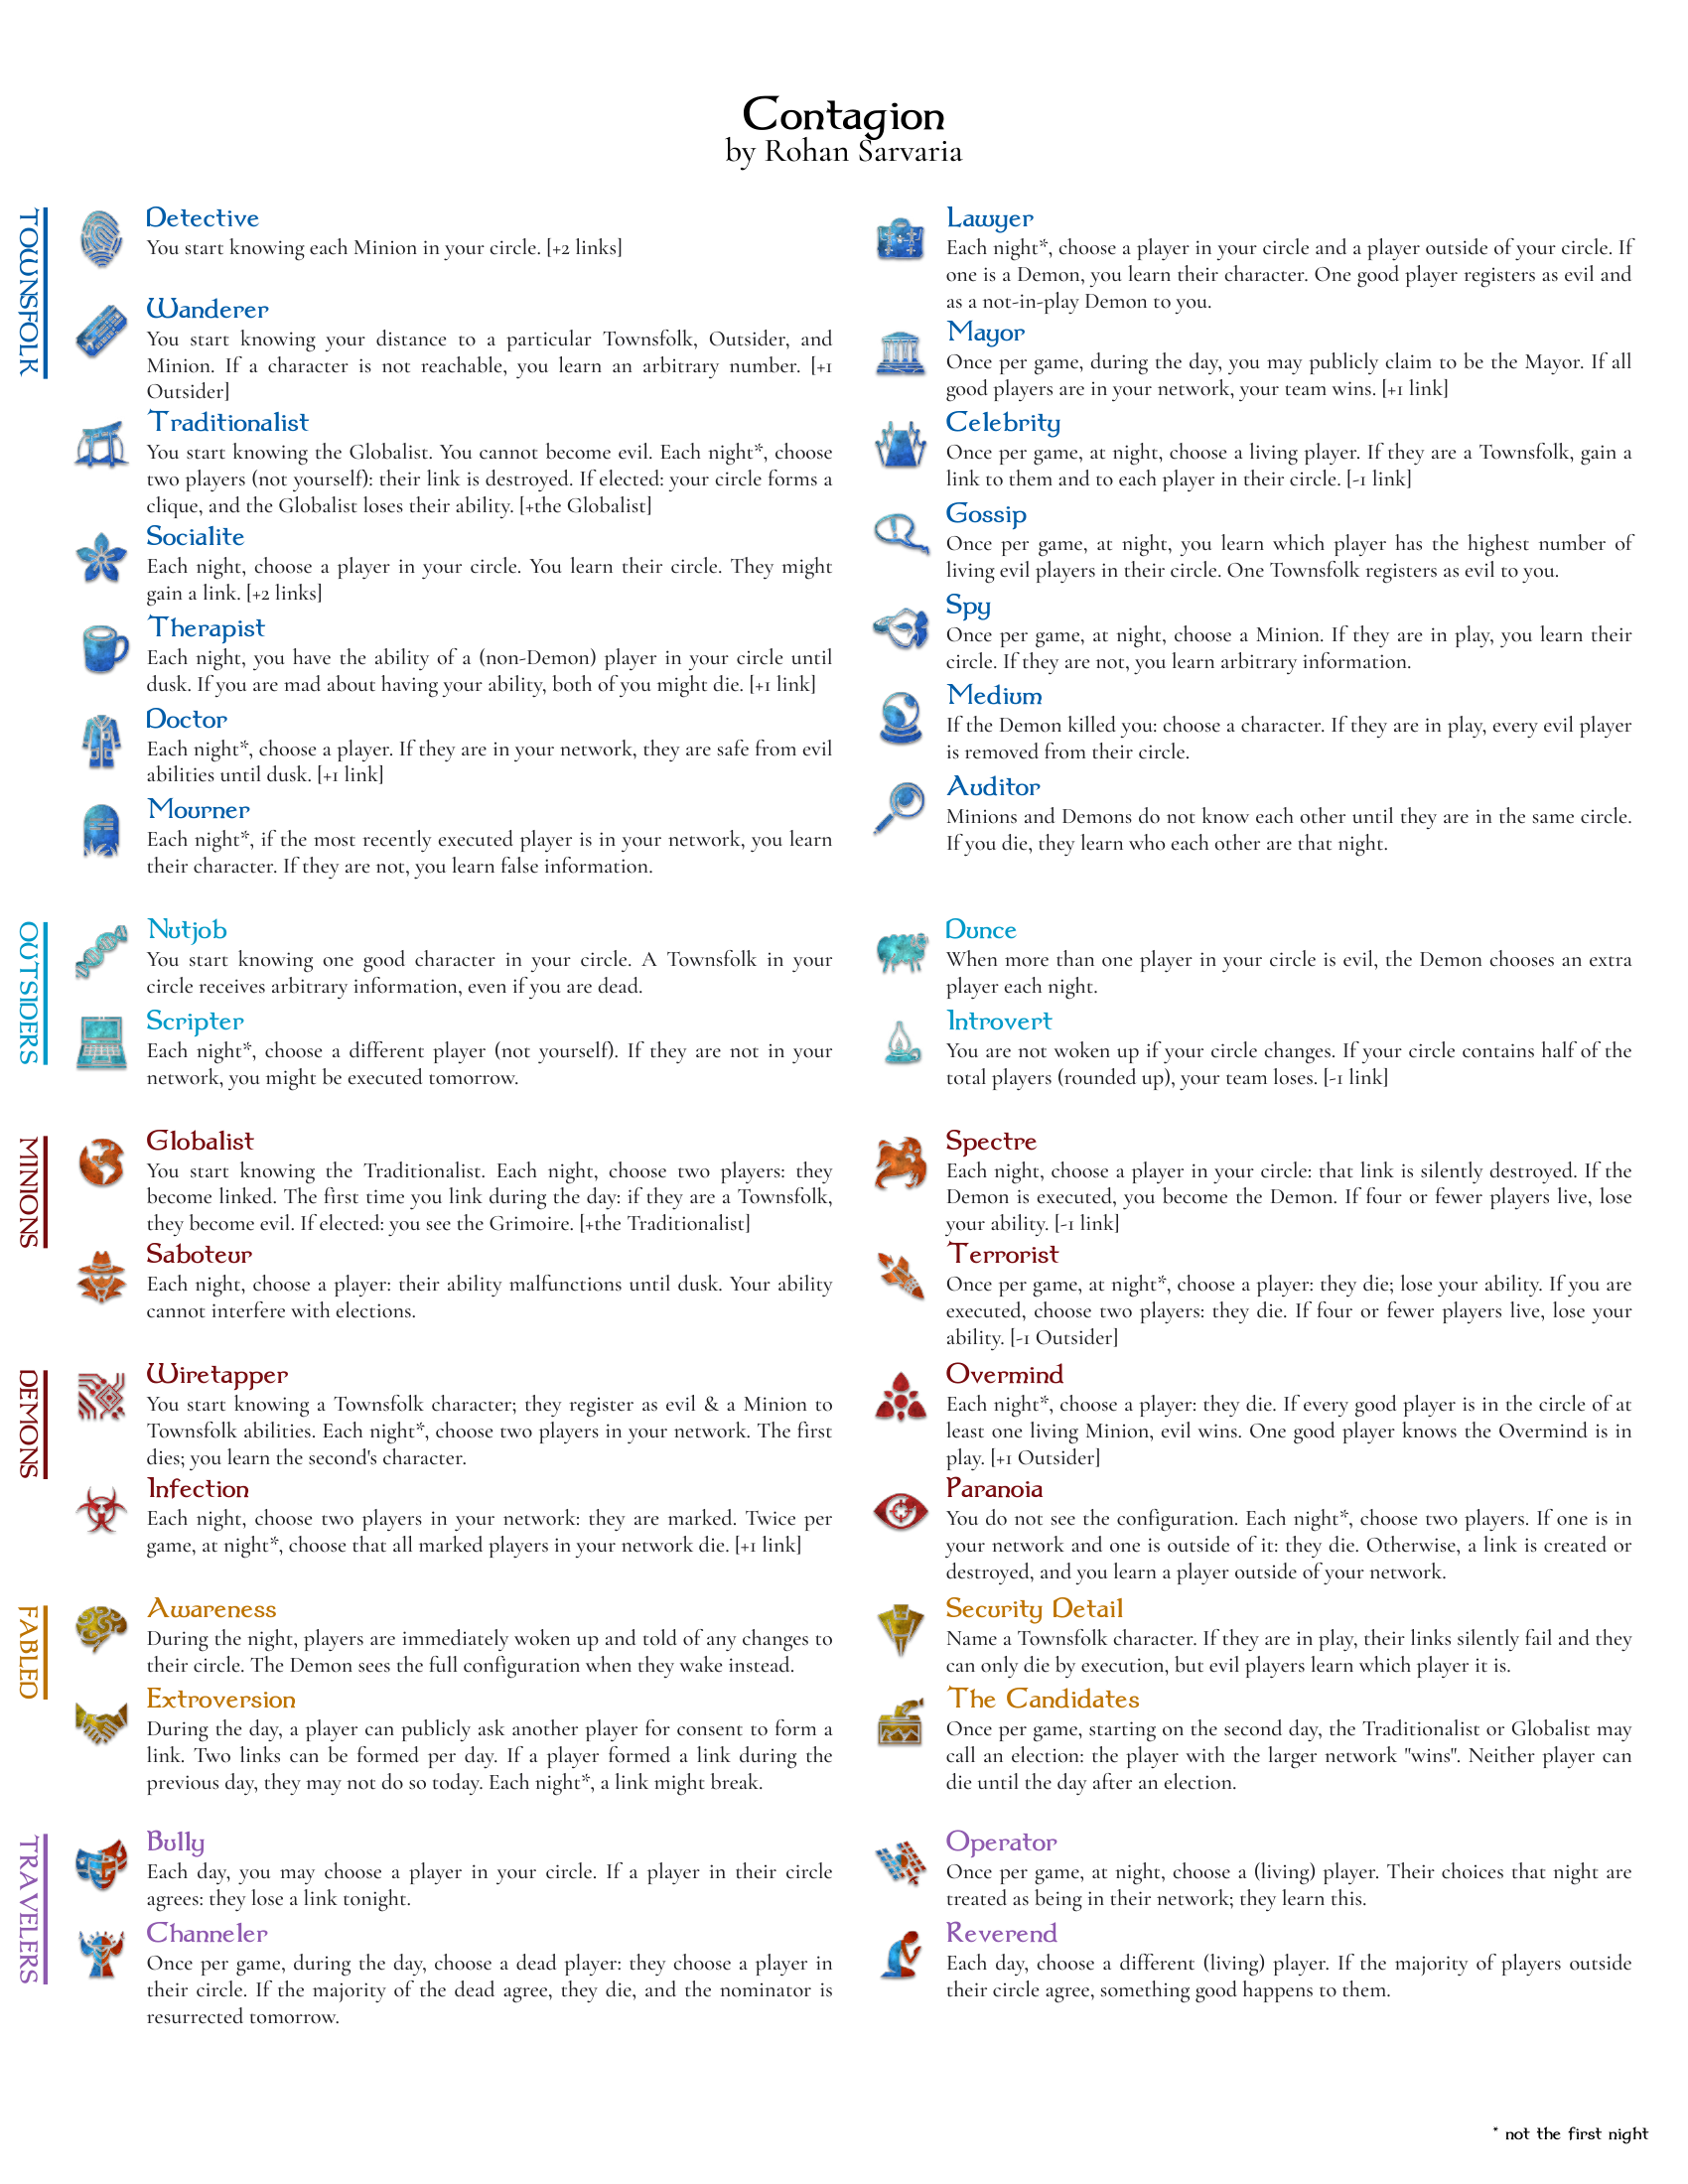 Contagion
by Rohan Sarvaria
TOWNSFOLK
Detective
You start knowing each Minion in your circle. [+2 links]
Wanderer
You start knowing your distance to a particular Townsfolk, Outsider, and
Minion. If a character is not reachable, you learn an arbitrary number. [+1
Outsider]
Traditionalist
You start knowing the Globalist. You cannot become evil. Each night*, choose
two players (not yourself): their link is destroyed. If elected: your circle forms a
clique, and the Globalist loses their ability. [+the Globalist]
Socialite
Each night, choose a player in your circle. You learn their circle. They might
gain a link. [+2 links]
Therapist
Each night, you have the ability of a (non-Demon) player in your circle until
dusk. If you are mad about having your ability, both of you might die. [+1 link]
Doctor
Each night*, choose a player. If they are in your network, they are safe from evil
abilities until dusk. [+1 link]
Mourner
Each night*, if the most recently executed player is in your network, you learn
their character. If they are not, you learn false information.
Lawyer
Each night*, choose a player in your circle and a player outside of your circle. If
one is a Demon, you learn their character. One good player registers as evil and
as a not-in-play Demon to you.
Mayor
Once per game, during the day, you may publicly claim to be the Mayor. If all
good players are in your network, your team wins. [+1 link]
Celebrity
Once per game, at night, choose a living player. If they are a Townsfolk, gain a
link to them and to each player in their circle. [-1 link]
Gossip
Once per game, at night, you learn which player has the highest number of
living evil players in their circle. One Townsfolk registers as evil to you.
Spy
Once per game, at night, choose a Minion. If they are in play, you learn their
circle. If they are not, you learn arbitrary information.
Medium
If the Demon killed you: choose a character. If they are in play, every evil player
is removed from their circle.
Auditor
Minions and Demons do not know each other until they are in the same circle.
If you die, they learn who each other are that night.
OUTSIDERS
Nutjob
You start knowing one good character in your circle. A Townsfolk in your
circle receives arbitrary information, even if you are dead.
Scripter
Each night*, choose a different player (not yourself). If they are not in your
network, you might be executed tomorrow.
Dunce
When more than one player in your circle is evil, the Demon chooses an extra
player each night.
Introvert
You are not woken up if your circle changes. If your circle contains half of the
total players (rounded up), your team loses. [-1 link]
MINIONS
Globalist
You start knowing the Traditionalist. Each night, choose two players: they
become linked. The first time you link during the day: if they are a Townsfolk,
they become evil. If elected: you see the Grimoire. [+the Traditionalist]
Saboteur
Each night, choose a player: their ability malfunctions until dusk. Your ability
cannot interfere with elections.
Spectre
Each night, choose a player in your circle: that link is silently destroyed. If the
Demon is executed, you become the Demon. If four or fewer players live, lose
your ability. [-1 link]
Terrorist
Once per game, at night*, choose a player: they die; lose your ability. If you are
executed, choose two players: they die. If four or fewer players live, lose your
ability. [-1 Outsider]
DEMONS
Wiretapper
You start knowing a Townsfolk character; they register as evil & a Minion to
Townsfolk abilities. Each night*, choose two players in your network. The first
dies; you learn the second's character.
Infection
Each night, choose two players in your network: they are marked. Twice per
game, at night*, choose that all marked players in your network die. [+1 link]
Overmind
Each night*, choose a player: they die. If every good player is in the circle of at
least one living Minion, evil wins. One good player knows the Overmind is in
play. [+1 Outsider]
Paranoia
You do not see the configuration. Each night*, choose two players. If one is in
your network and one is outside of it: they die. Otherwise, a link is created or
destroyed, and you learn a player outside of your network.
FABLED
Awareness
During the night, players are immediately woken up and told of any changes to
their circle. The Demon sees the full configuration when they wake instead.
Extroversion
During the day, a player can publicly ask another player for consent to form a
link. Two links can be formed per day. If a player formed a link during the
previous day, they may not do so today. Each night*, a link might break.
Security Detail
Name a Townsfolk character. If they are in play, their links silently fail and they
can only die by execution, but evil players learn which player it is.
The Candidates
Once per game, starting on the second day, the Traditionalist or Globalist may
call an election: the player with the larger network "wins". Neither player can
die until the day after an election.
TRAVELERS
Bully
Each day, you may choose a player in your circle. If a player in their circle
agrees: they lose a link tonight.
Channeler
Once per game, during the day, choose a dead player: they choose a player in
their circle. If the majority of the dead agree, they die, and the nominator is
resurrected tomorrow.
Operator
Once per game, at night, choose a (living) player. Their choices that night are
treated as being in their network; they learn this.
Reverend
Each day, choose a different (living) player. If the majority of players outside
their circle agree, something good happens to them.
* not the first night